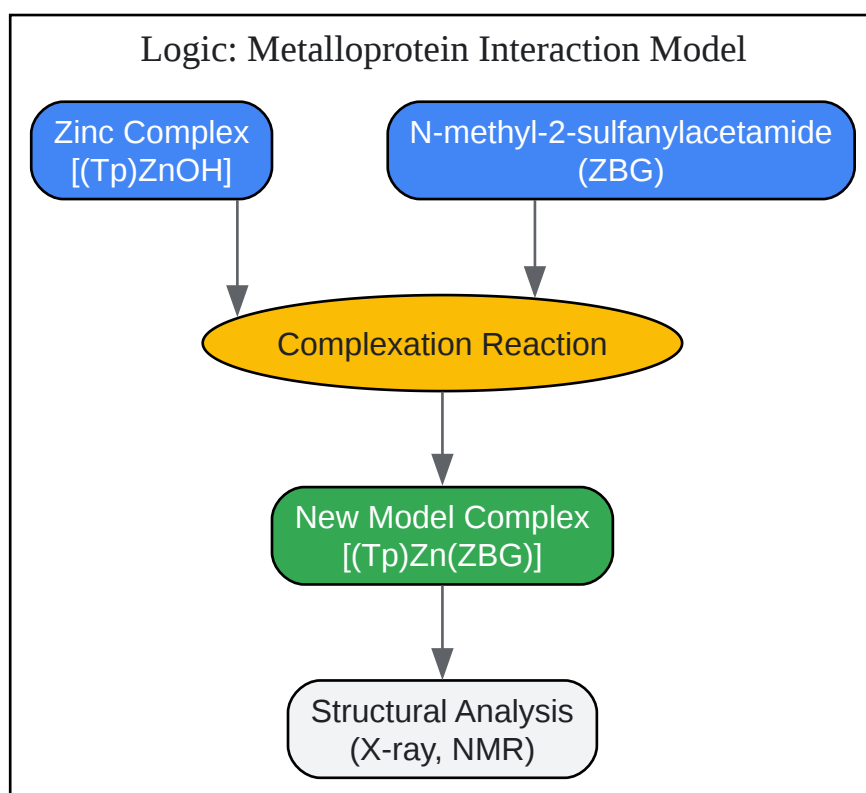 Logic: Metalloprotein Interaction Model
Zinc Complex
[(Tp)ZnOH]
N-methyl-2-sulfanylacetamide
(ZBG)
Complexation Reaction
New Model Complex
[(Tp)Zn(ZBG)]
Structural Analysis
(X-ray, NMR)